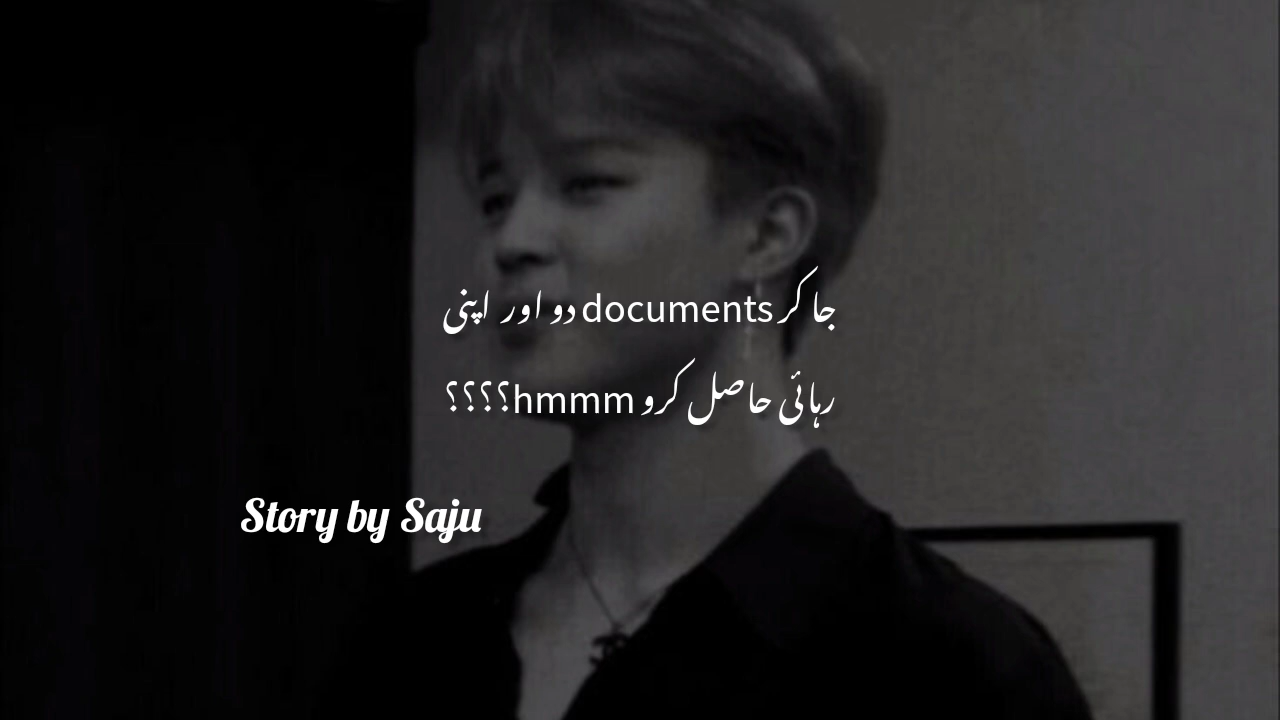 جا کر documents دو اور اپنی
رہائی حاصل کرو hmmm؟؟؟؟
Story by Saju